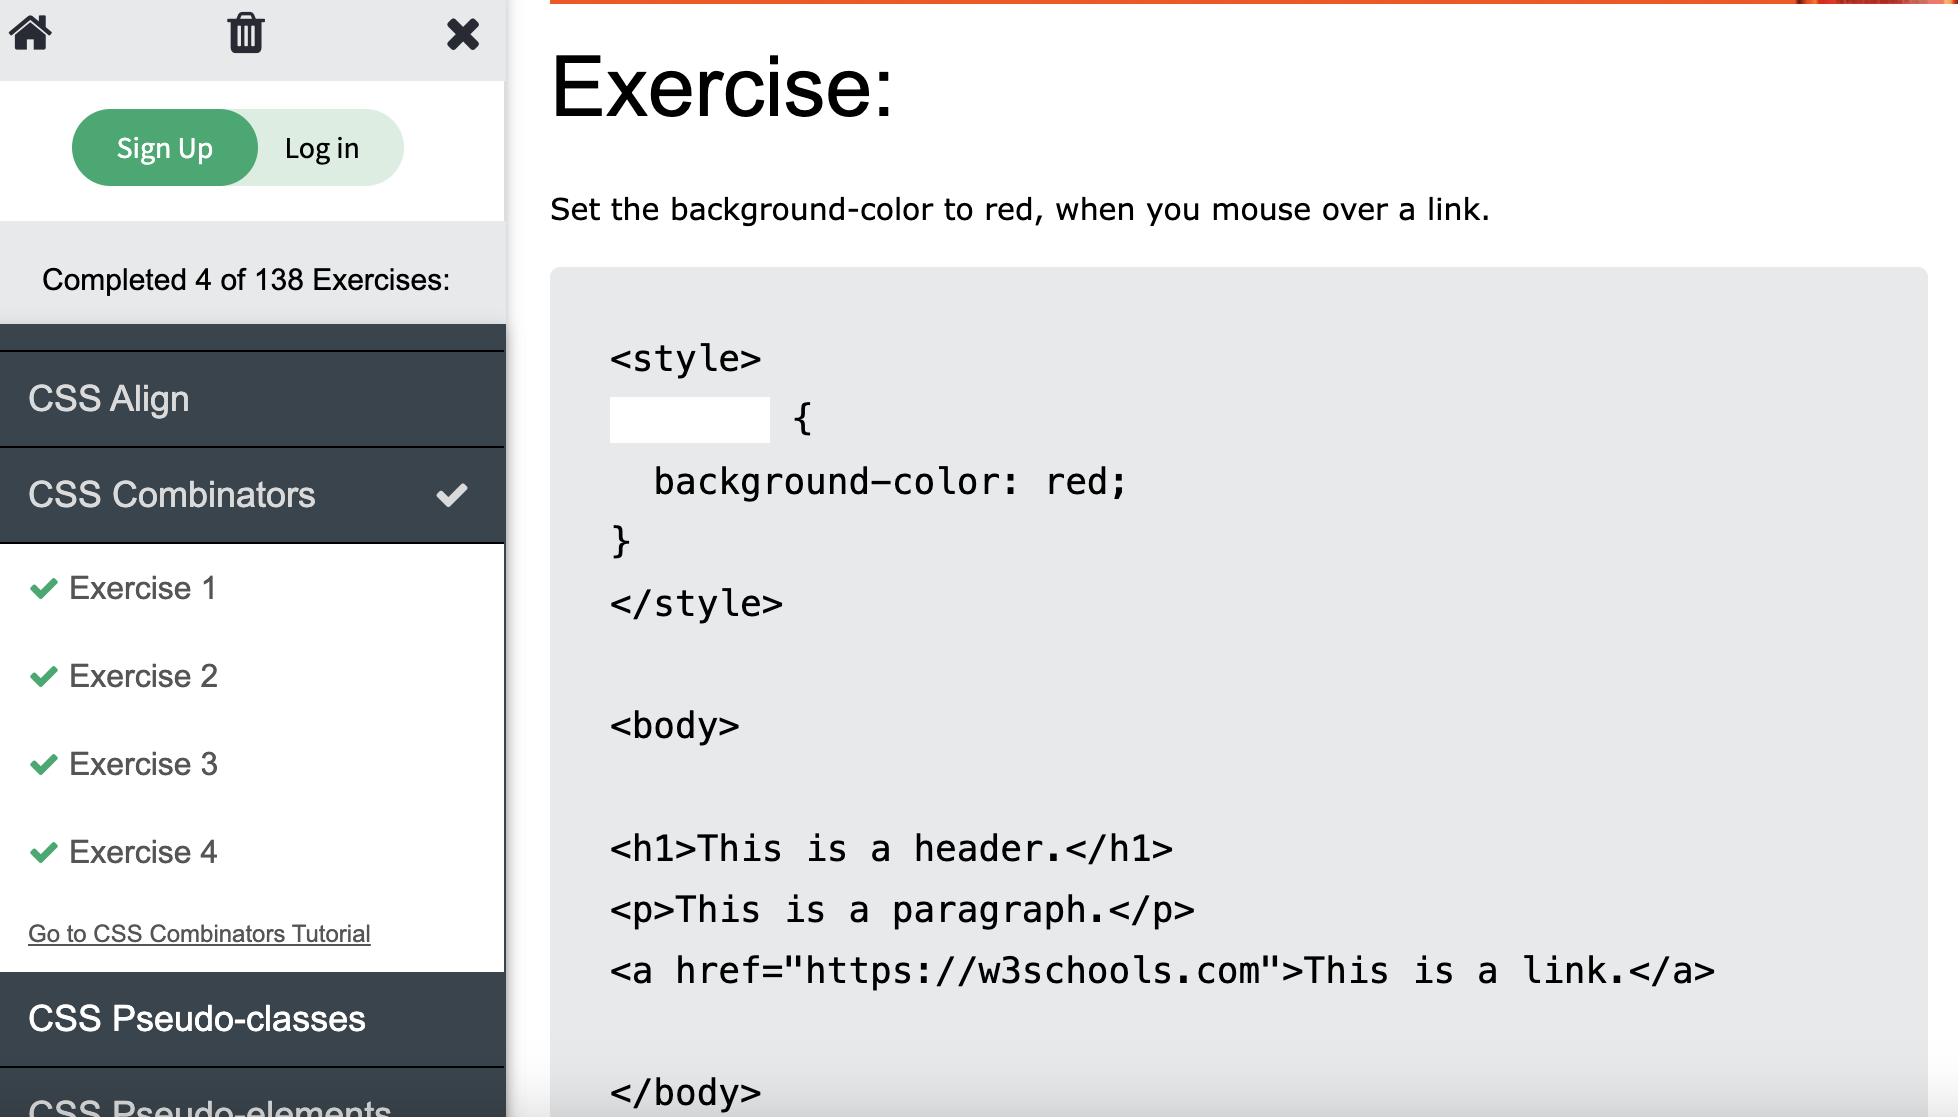 Sign Up
Log in
Completed 4 of 138 Exercises:
CSS Align
CSS Combinators
Exercise 1
Exercise 2
Exercise 3
Exercise 4
Go to CSS Combinators Tutorial
CSS Pseudo-classes
CSS Pseudo-elements
Exercise:
Set the background-color to red, when you mouse over a link.
<style>
{
background-color: red;
}
</style>
<body>
<h1>This is a header.</h1>
<p>This is a paragraph.</p>
<a href="https://w3schools.com">This is a link.</a>
</body>